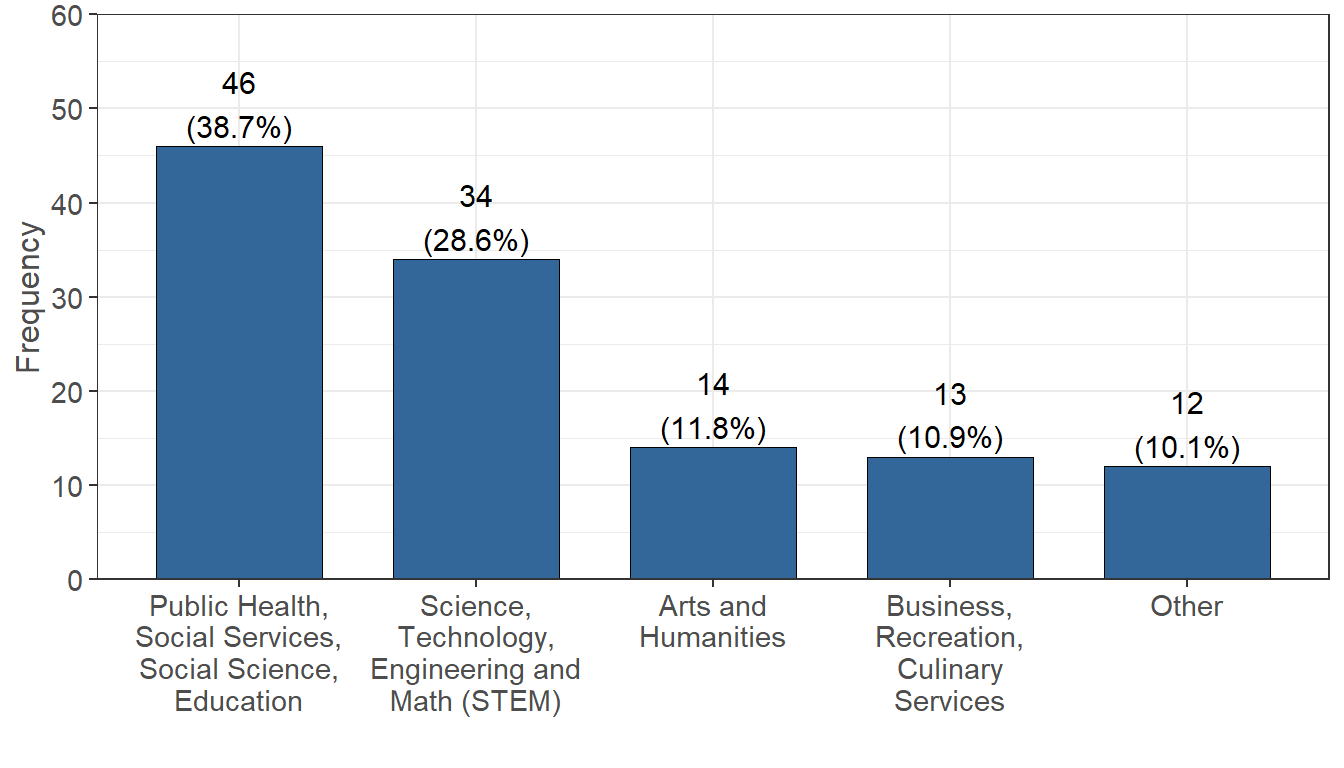 60
50
40
30
20
10
0
Frequency
46
(38.7%)
34
(28.6%)
14
(11.8%)
13
(10.9%)
12
(10.1%)
Public Health,
Social Services,
Social Science,
Education
Science,
Technology,
Engineering and
Math (STEM)
Arts and
Humanities
Business,
Recreation,
Culinary
Services
Other